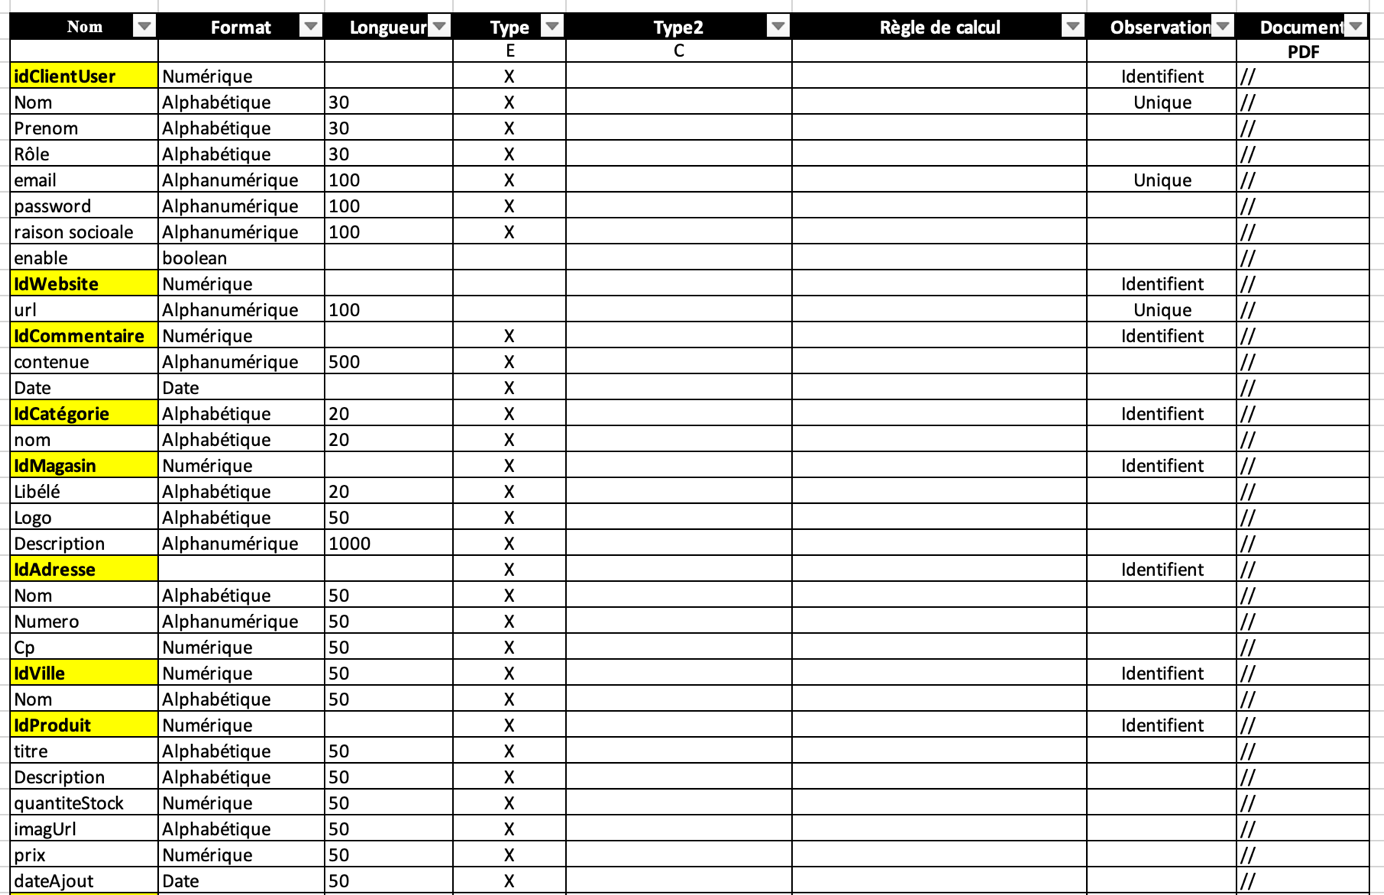 Nom Format Longueur Type Type2 Règle de calcul Observation Document
E C PDF
idClientUser Numérique X Identifient //
Nom Alphabétique 30 X Unique //
Prenom Alphabétique 30 X //
Rôle Alphabétique 30 X //
email Alphanumérique 100 X Unique //
password Alphanumérique 100 X //
raison socioale Alphanumérique 100 X //
enable boolean //
IdWebsite Numérique Identifient //
url Alphanumérique 100 Unique //
IdCommentaire Numérique X Identifient //
contenue Alphanumérique 500 X //
Date Date X //
IdCatégorie Alphabétique 20 X Identifient //
nom Alphabétique 20 X //
IdMagasin Numérique X Identifient //
Libélé Alphabétique 20 X //
Logo Alphabétique 50 X //
Description Alphanumérique 1000 X //
IdAdresse X Identifient //
Nom Alphabétique 50 X //
Numero Alphanumérique 50 X //
Cp Numérique 50 X //
IdVille Numérique 50 X Identifient //
Nom Alphabétique 50 X //
IdProduit Numérique X Identifient //
titre Alphabétique 50 X //
Description Alphabétique 50 X //
quantiteStock Numérique 50 X //
imagUrl Alphabétique 50 X //
prix Numérique 50 X //
dateAjout Date 50 X //